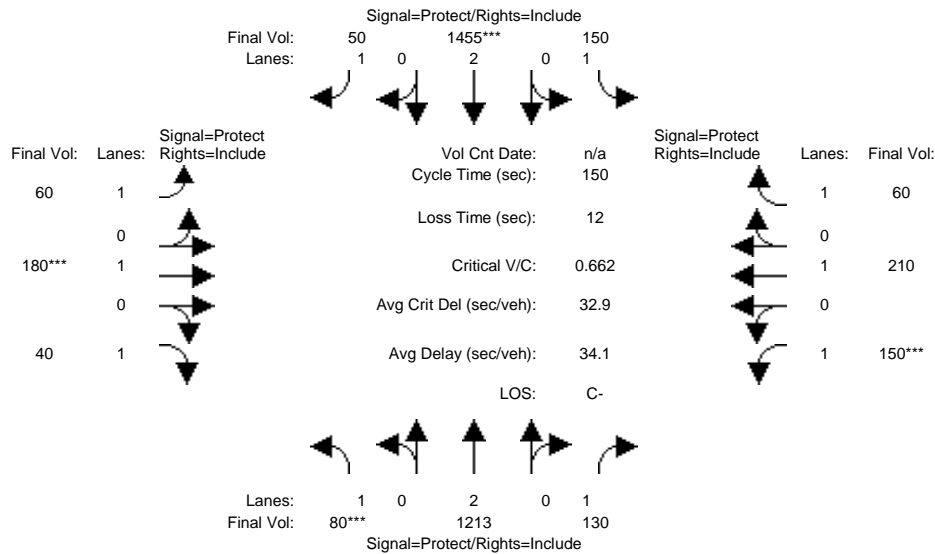 Signal=Protect/Rights=Include
Final Vol: 50 1455*** 150
Lanes: 1 0 2 0 1
Signal=Protect Signal=Protect
Final Vol: Lanes: Rights=Include Vol Cnt Date: n/a Rights=Include Lanes: Final Vol:
Cycle Time (sec): 150
60 1 1 60
Loss Time (sec): 12
0 0
180*** 1 Critical V/C: 0.662 1 210
0 Avg Crit Del (sec/veh): 32.9 0
40 1 Avg Delay (sec/veh): 34.1 1 150***
LOS: C-
Lanes: 1 0 2 0 1
Final Vol: 80*** 1213 130
Signal=Protect/Rights=Include